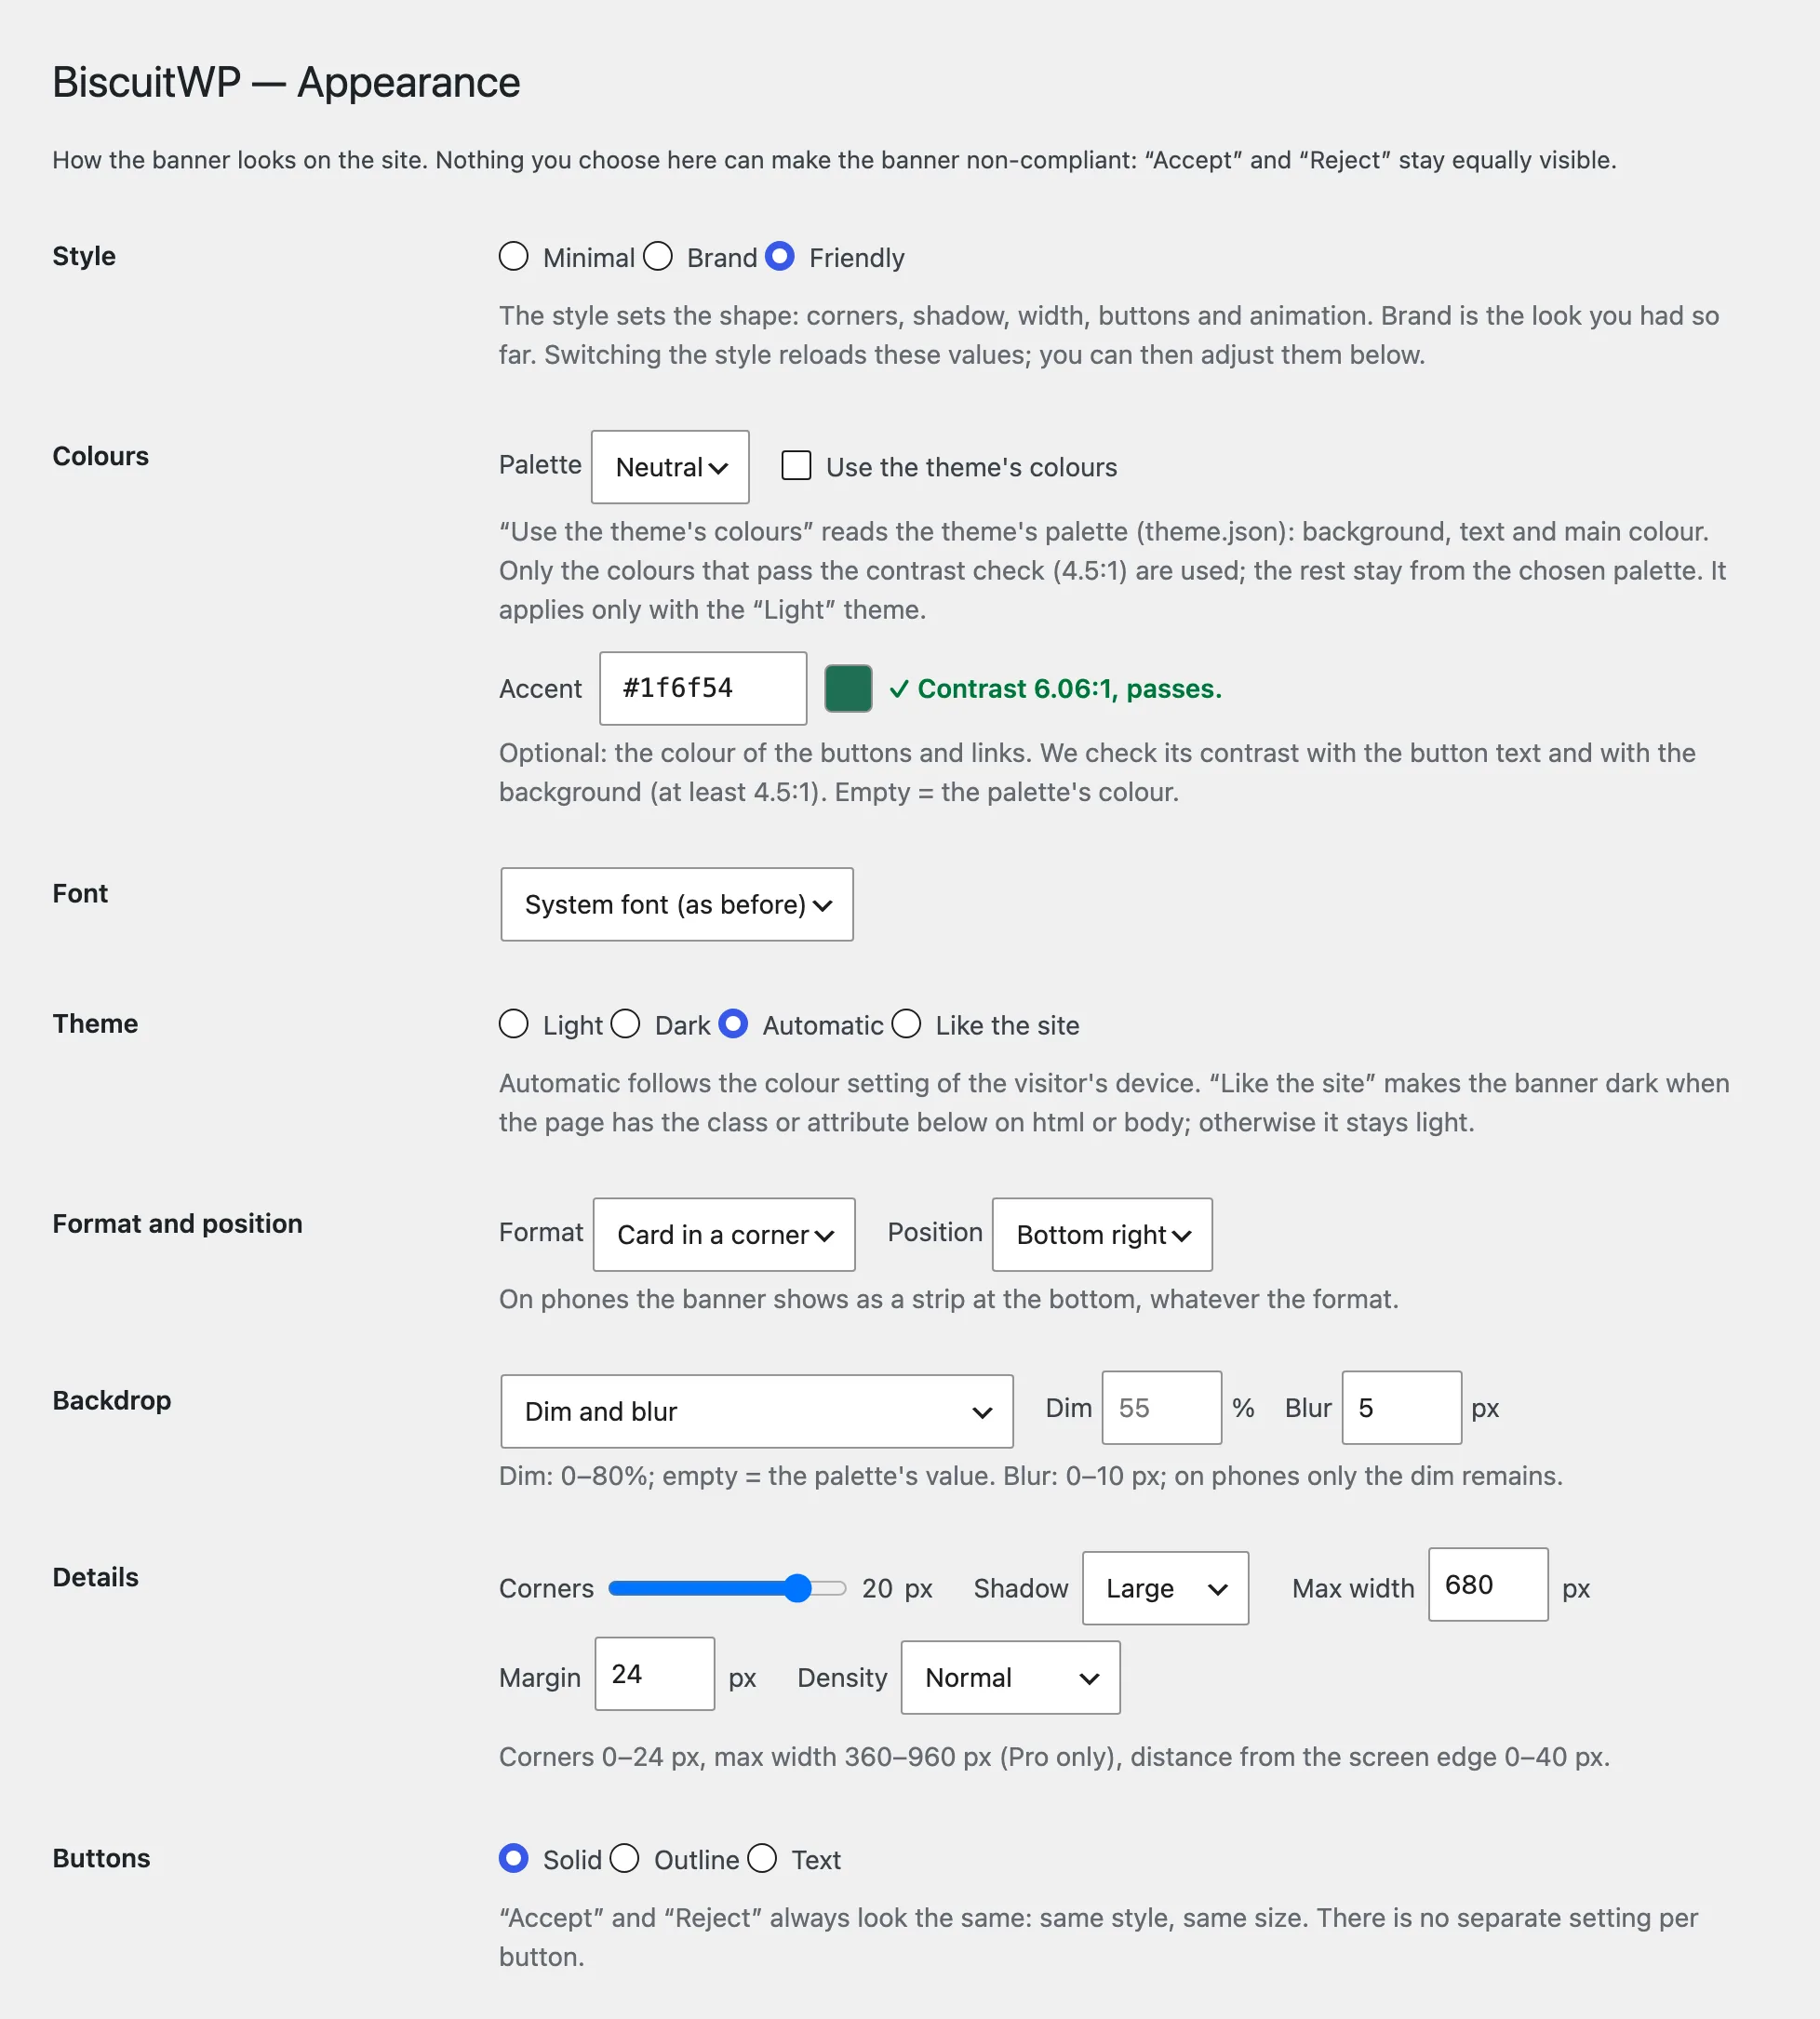 BiscuitWP — Appearance
How the banner looks on the site. Nothing you choose here can make the banner non-compliant: “Accept” and “Reject” stay equally visible.
Style
Minimal Brand Friendly
The style sets the shape: corners, shadow, width, buttons and animation. Brand is the look you had so
far. Switching the style reloads these values; you can then adjust them below.
Colours
Palette Neutral Use the theme's colours
“Use the theme's colours” reads the theme's palette (theme.json): background, text and main colour.
Only the colours that pass the contrast check (4.5:1) are used; the rest stay from the chosen palette. It
applies only with the “Light” theme.
Accent #1f6f54 ✓ Contrast 6.06:1, passes.
Optional: the colour of the buttons and links. We check its contrast with the button text and with the
background (at least 4.5:1). Empty = the palette's colour.
Font
System font (as before)
Theme
Light Dark Automatic Like the site
Automatic follows the colour setting of the visitor's device. “Like the site” makes the banner dark when
the page has the class or attribute below on html or body; otherwise it stays light.
Format and position
Format Card in a corner Position Bottom right
On phones the banner shows as a strip at the bottom, whatever the format.
Backdrop
Dim and blur Dim 55 % Blur 5 px
Dim: 0–80%; empty = the palette's value. Blur: 0–10 px; on phones only the dim remains.
Details
Corners 20 px Shadow Large Max width 680 px
Margin 24 px Density Normal
Corners 0–24 px, max width 360–960 px (Pro only), distance from the screen edge 0–40 px.
Buttons
Solid Outline Text
“Accept” and “Reject” always look the same: same style, same size. There is no separate setting per
button.